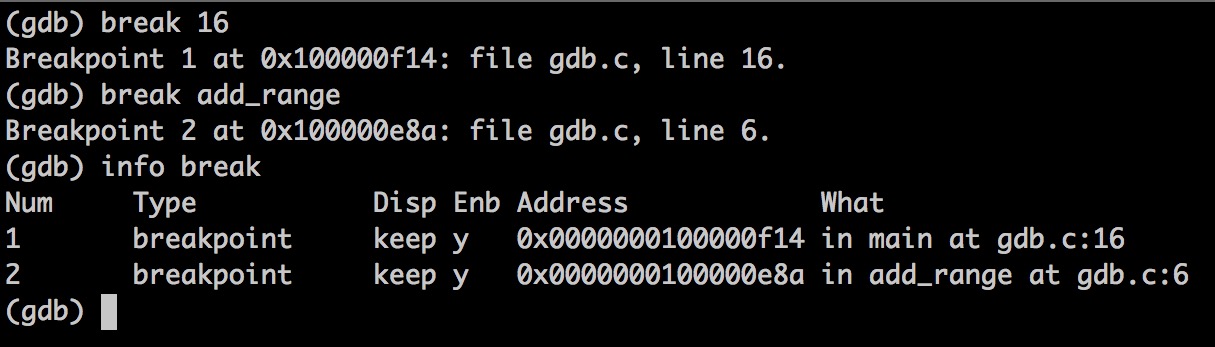 (gdb) break 16
Breakpoint 1 at 0x100000f14: file gdb.c, line 16.
(gdb) break add_range
Breakpoint 2 at 0x100000e8a: file gdb.c, line 6.
(gdb) info break
Num     Type           Disp Enb Address            What
1       breakpoint     keep y   0x0000000100000f14 in main at gdb.c:16
2       breakpoint     keep y   0x0000000100000e8a in add_range at gdb.c:6
(gdb)